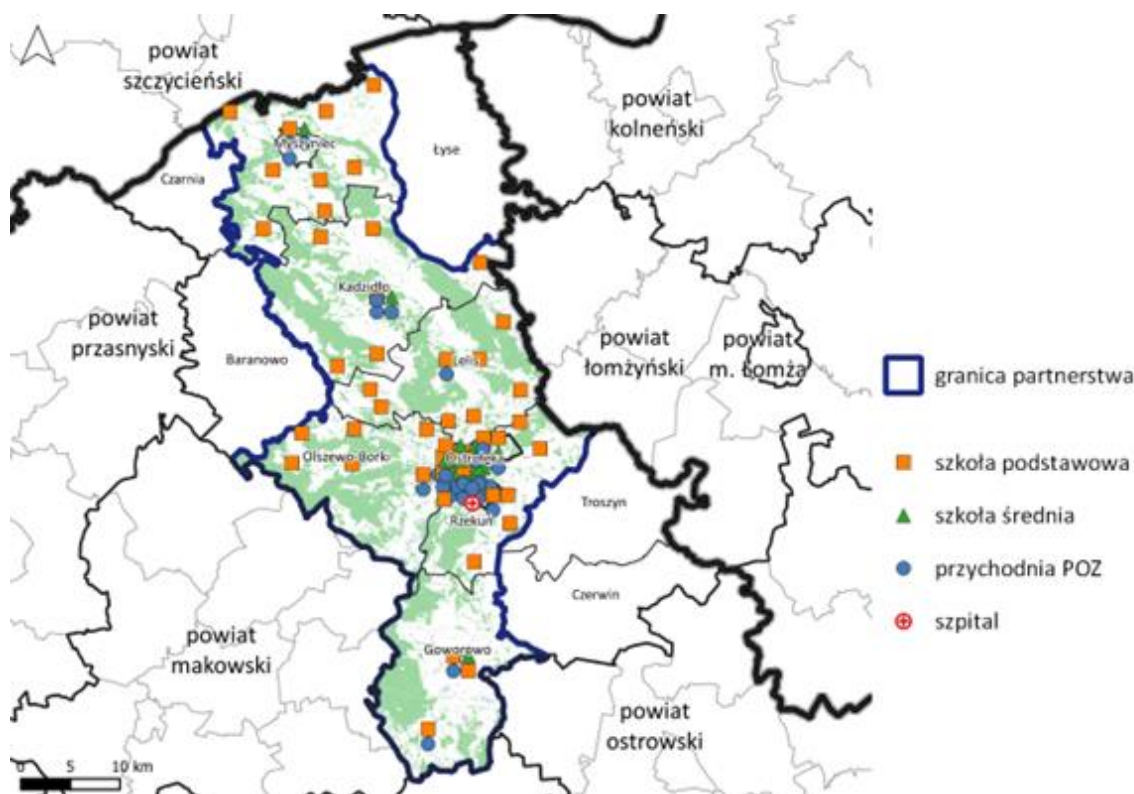 powiat
szczycieński
powiat
kolneński
Myszyniec
Łyse
Czarnia
Kadzidło
powiat
przasnyski
Baranowo
Lelis
powiat
łomżyński
powiat
m. Łomża
granica partnerstwa
Olszewo-Borki
Ostrołęka
szkoła podstawowa
Troszyn
Rzekuń
szkoła średnia
Czerwin
przychodnia POZ
powiat
makowski
Goworowo
szpital
powiat
ostrowski
0 5 10 km